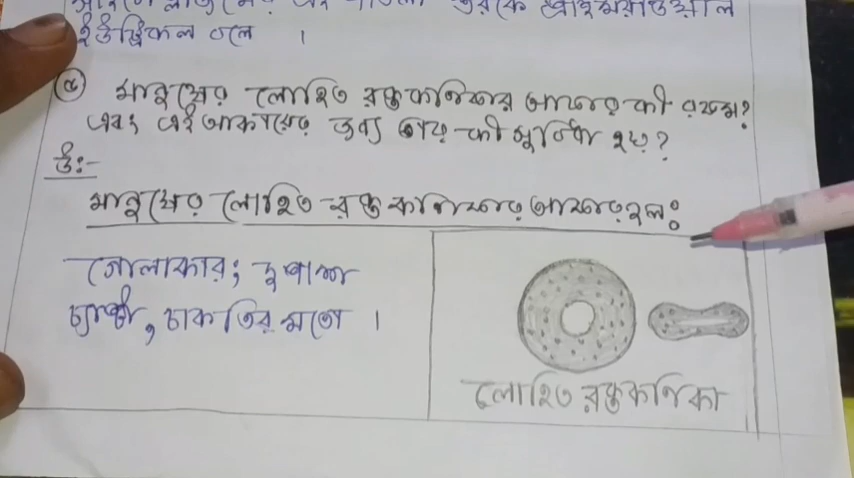 ইউস্ট্রিকল বলে ।
(৫) মানুষের লোহিত রক্তকণিকার আকার কী রকম?
এবং এই আকারের জন্য তার কী সুবিধা হয়?
উঃ-
মানুষের লোহিত রক্তকণিকার আকার হলঃ
গোলাকার; দুপাশ
চ্যাপ্টা, চাকতির মতো ।
লোহিত রক্তকণিকা